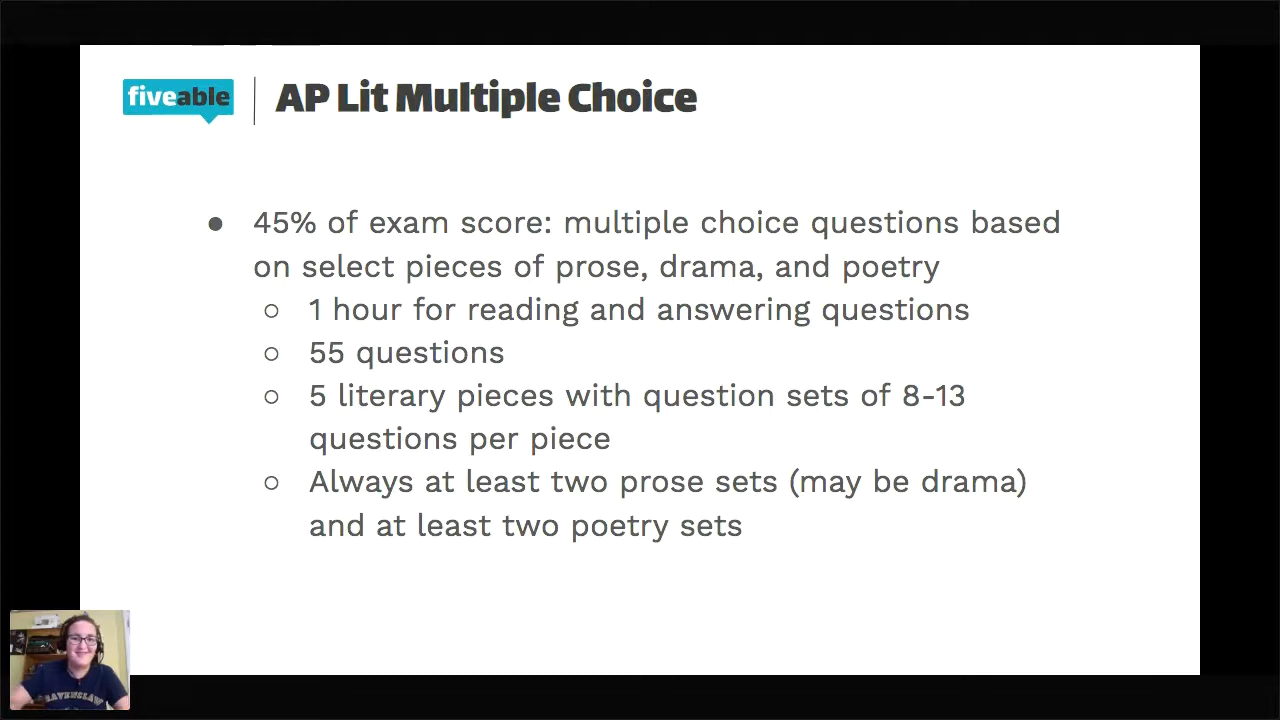 fiveable
AP Lit Multiple Choice
● 45% of exam score: multiple choice questions based
on select pieces of prose, drama, and poetry
○ 1 hour for reading and answering questions
○ 55 questions
○ 5 literary pieces with question sets of 8-13
questions per piece
○ Always at least two prose sets (may be drama)
and at least two poetry sets
RAVENCLAW